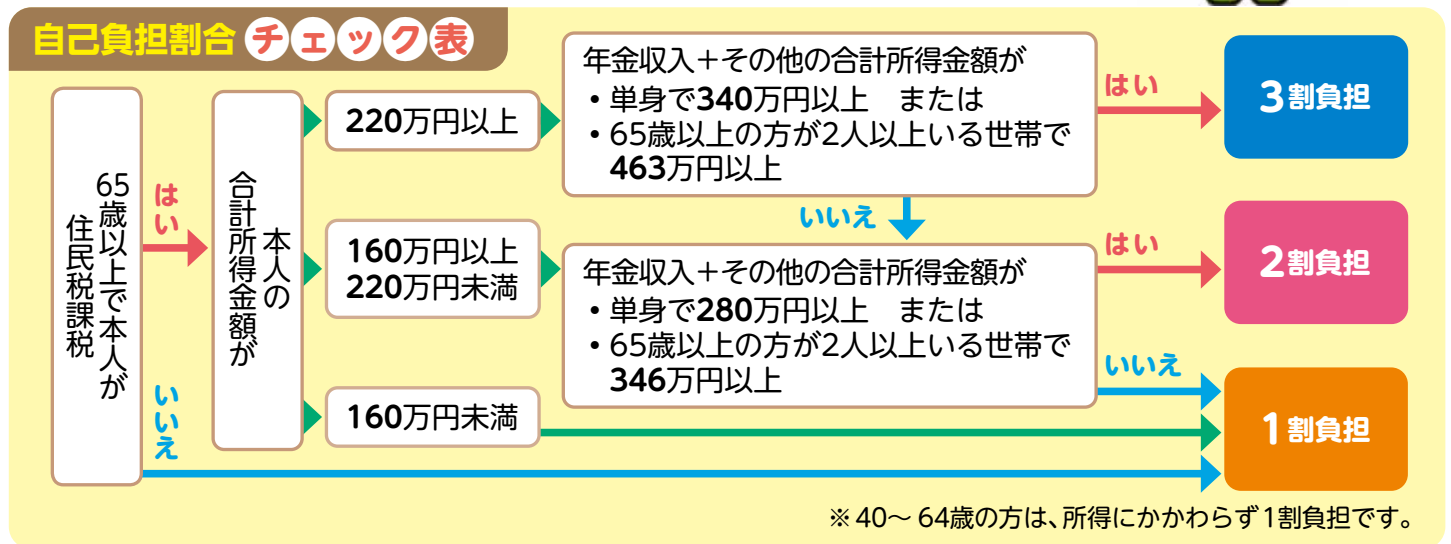 自己負担割合チェック表
65歳以上で本人が
住民税課税
はい
いいえ
本人の
合計所得金額が
220万円以上
160万円以上
220万円未満
160万円未満
年金収入＋その他の合計所得金額が
・単身で340万円以上　または
・65歳以上の方が2人以上いる世帯で
463万円以上
はい
いいえ
年金収入＋その他の合計所得金額が
・単身で280万円以上　または
・65歳以上の方が2人以上いる世帯で
346万円以上
はい
いいえ
3割負担
2割負担
1割負担
※40～64歳の方は、所得にかかわらず1割負担です。